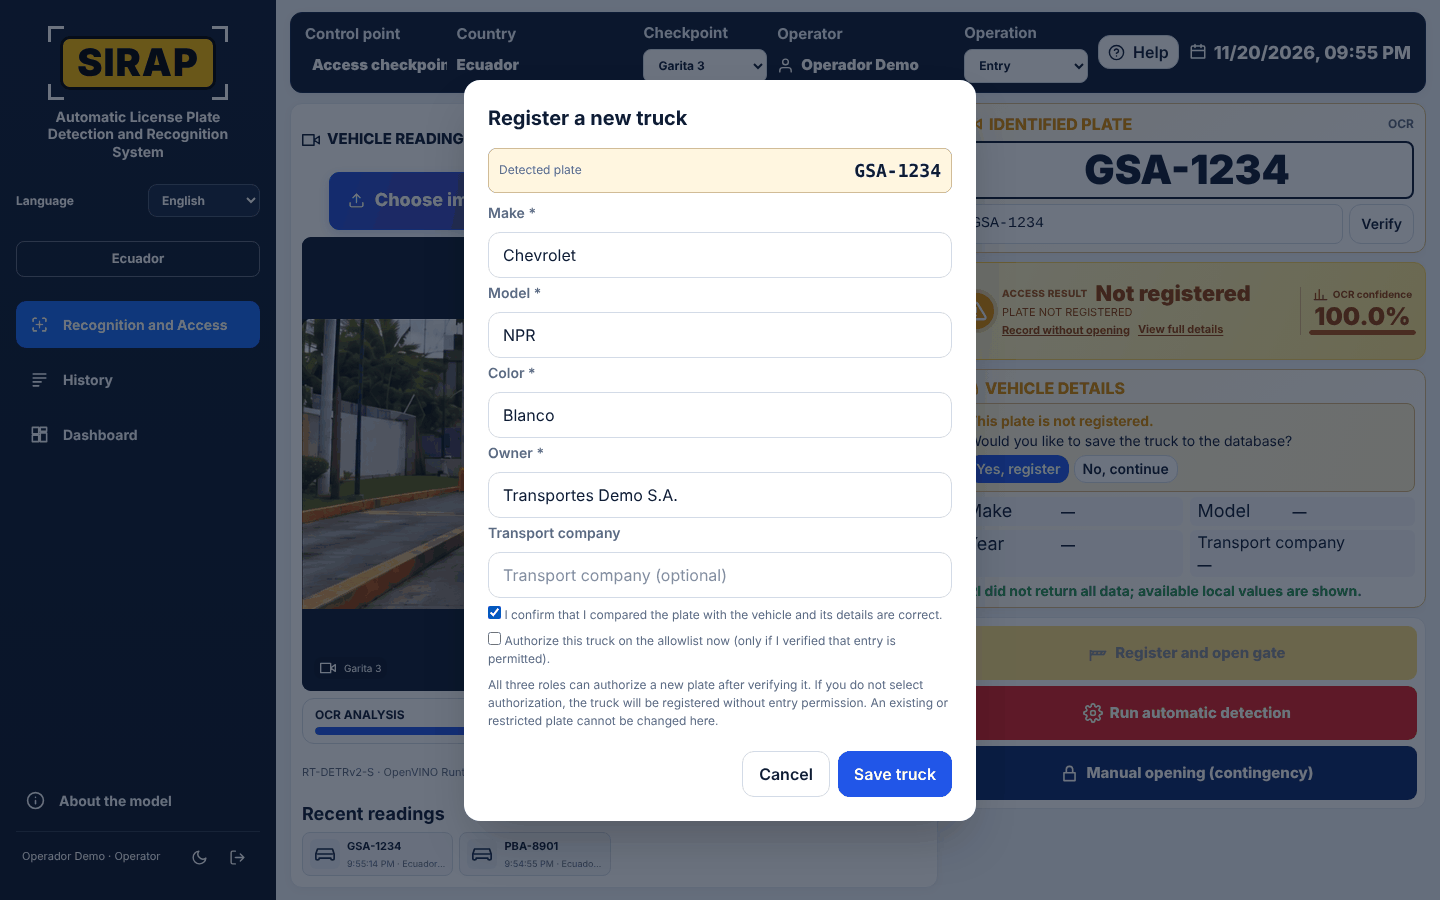 SIRAP
Automatic License Plate
Detection and Recognition
System
Language
English
Ecuador
Recognition and Access
History
Dashboard
About the model
Operador Demo · Operator
Control point
Access checkpoin
Country
Ecuador
Checkpoint
Garita 3
Operator
Operador Demo
Operation
Entry
Help
11/20/2026, 09:55 PM
VEHICLE READING
Choose im
Garita 3
OCR ANALYSIS
RT-DETRv2-S · OpenVINO Runt
Recent readings
GSA-1234
9:55:14 PM · Ecuador...
PBA-8901
9:54:55 PM · Ecuado...
Register a new truck
Detected plate
GSA-1234
Make *
Chevrolet
Model *
NPR
Color *
Blanco
Owner *
Transportes Demo S.A.
Transport company
Transport company (optional)
I confirm that I compared the plate with the vehicle and its details are correct.
Authorize this truck on the allowlist now (only if I verified that entry is
permitted).
All three roles can authorize a new plate after verifying it. If you do not select
authorization, the truck will be registered without entry permission. An existing or
restricted plate cannot be changed here.
Cancel
Save truck
IDENTIFIED PLATE
OCR
GSA-1234
GSA-1234
Verify
ACCESS RESULT
Not registered
PLATE NOT REGISTERED
Record without opening
View full details
OCR confidence
100.0%
VEHICLE DETAILS
This plate is not registered.
Would you like to save the truck to the database?
Yes, register
No, continue
Make —
Model —
Year —
Transport company
—
did not return all data; available local values are shown.
Register and open gate
Run automatic detection
Manual opening (contingency)